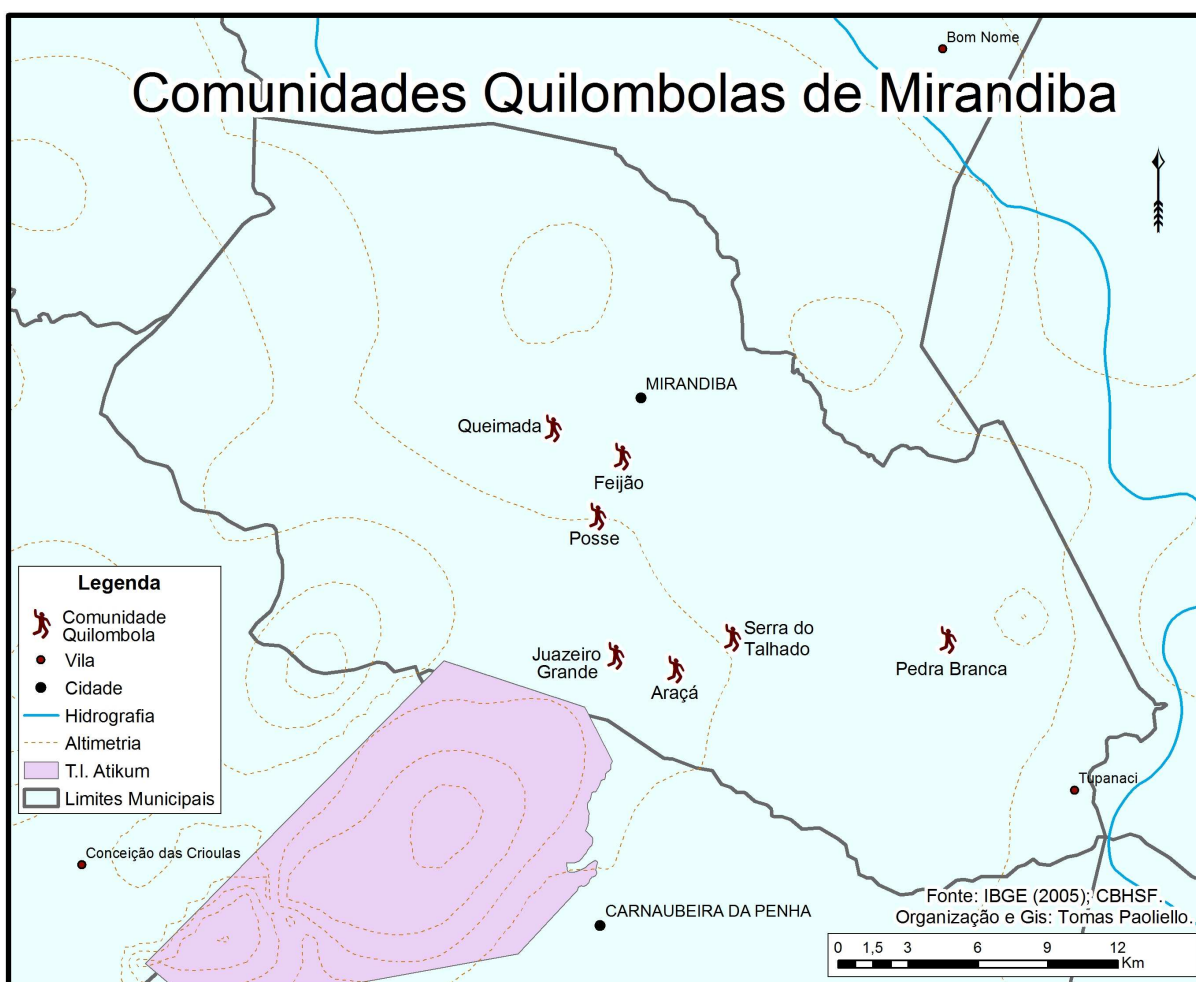 Bom Nome
Comunidades Quilombolas de Mirandiba
MIRANDIBA
Queimada
Feijão
Posse
Serra do
Talhado
Juazeiro
Grande
Araçá
Pedra Branca
Tupanaci
Conceição das Crioulas
CARNAUBEIRA DA PENHA
Legenda
Comunidade
Quilombola
Vila
Cidade
Hidrografia
Altimetria
T.I. Atikum
Limites Municipais
Fonte: IBGE (2005); CBHSF.
Organização e Gis: Tomas Paoliello.
0 1,5 3 6 9 12
Km